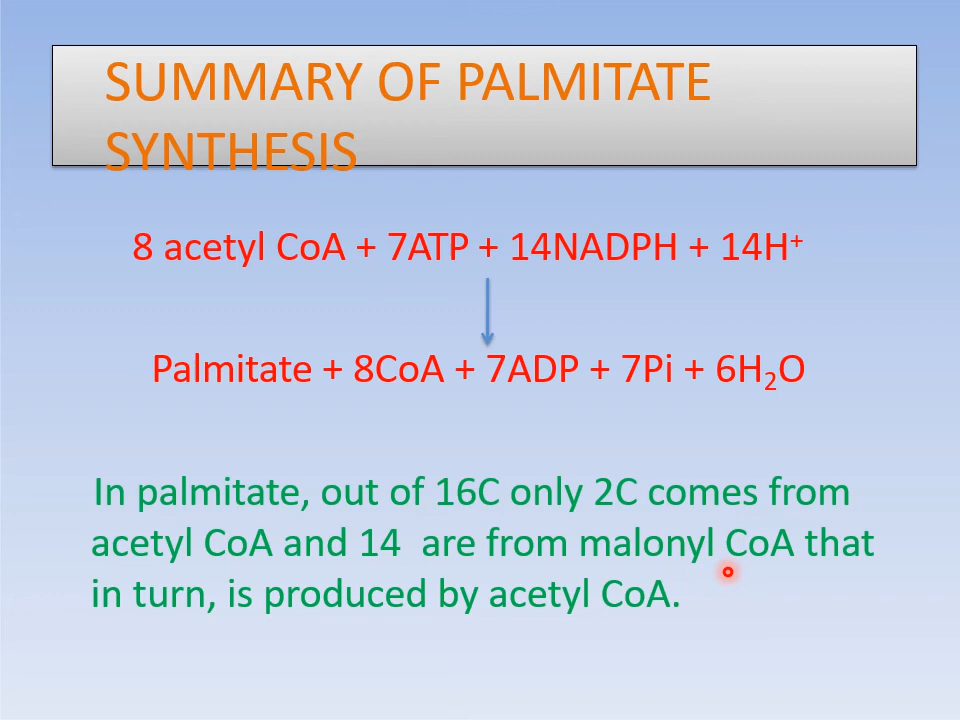 SUMMARY OF PALMITATE
SYNTHESIS
8 acetyl CoA + 7ATP + 14NADPH + 14H⁺
Palmitate + 8CoA + 7ADP + 7Pi + 6H₂O
In palmitate, out of 16C only 2C comes from
acetyl CoA and 14  are from malonyl CoA that
in turn, is produced by acetyl CoA.